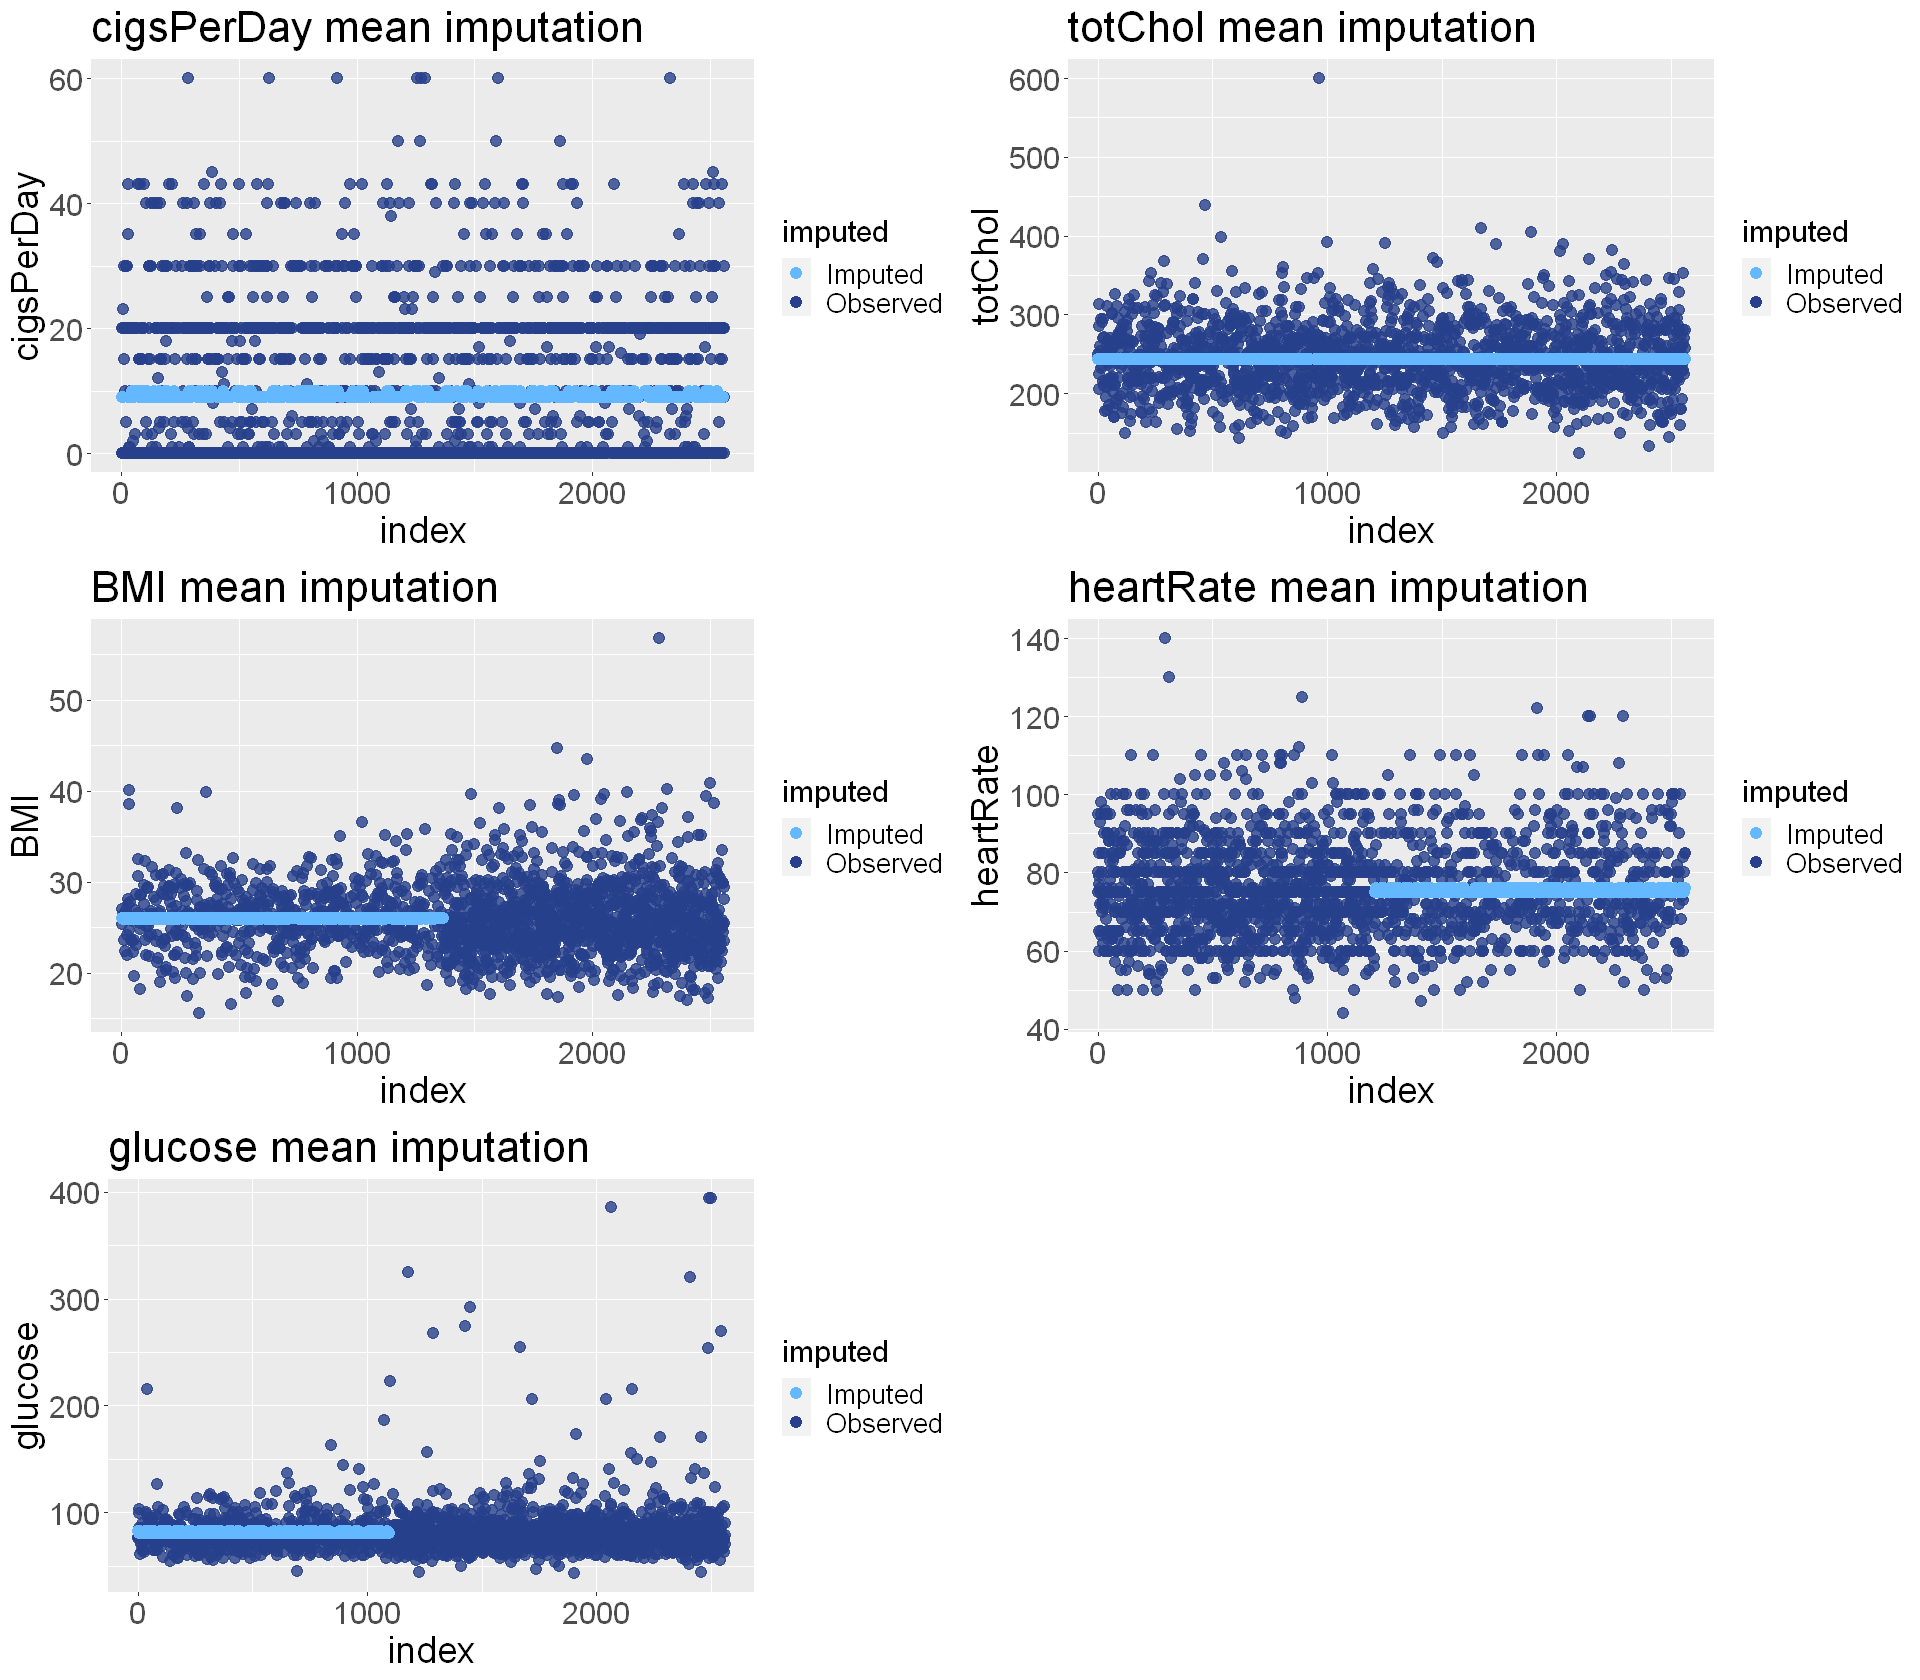 cigsPerDay mean imputation
cigsPerDay
60
40
20
0
0 1000 2000
index
imputed
Imputed
Observed
totChol mean imputation
totChol
600
500
400
300
200
0 1000 2000
index
imputed
Imputed
Observed
BMI mean imputation
BMI
50
40
30
20
0 1000 2000
index
imputed
Imputed
Observed
heartRate mean imputation
heartRate
140
120
100
80
60
40
0 1000 2000
index
imputed
Imputed
Observed
glucose mean imputation
glucose
400
300
200
100
0 1000 2000
index
imputed
Imputed
Observed